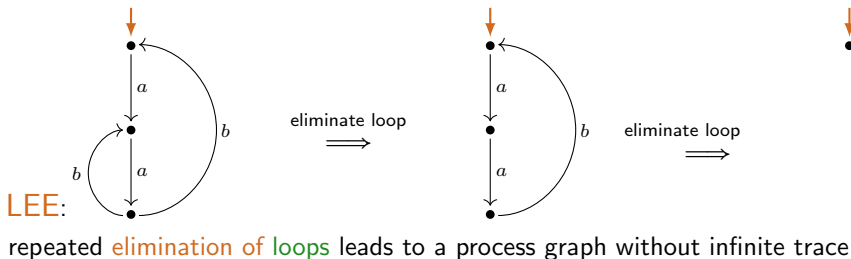 a
b
eliminate loop
⟹
a
b
eliminate loop
⟹
b
a
a
LEE:
repeated elimination of loops leads to a process graph without infinite trace